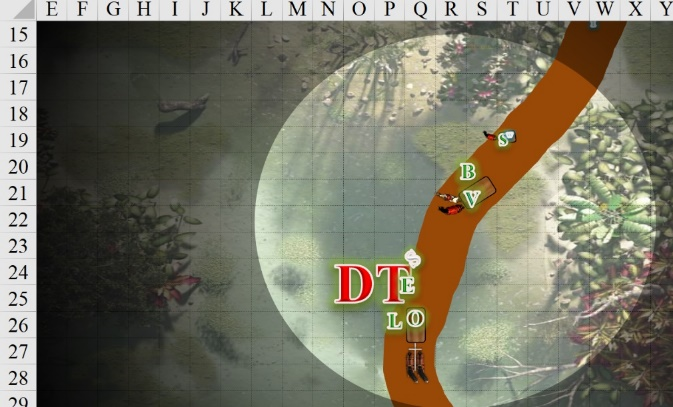 E F G H I J K L M N O P Q R S T U V W X Y
15
16
17
18
19 S
20 B
21 V
22
23 S
24 DT E
25
26 L O
27
28
29